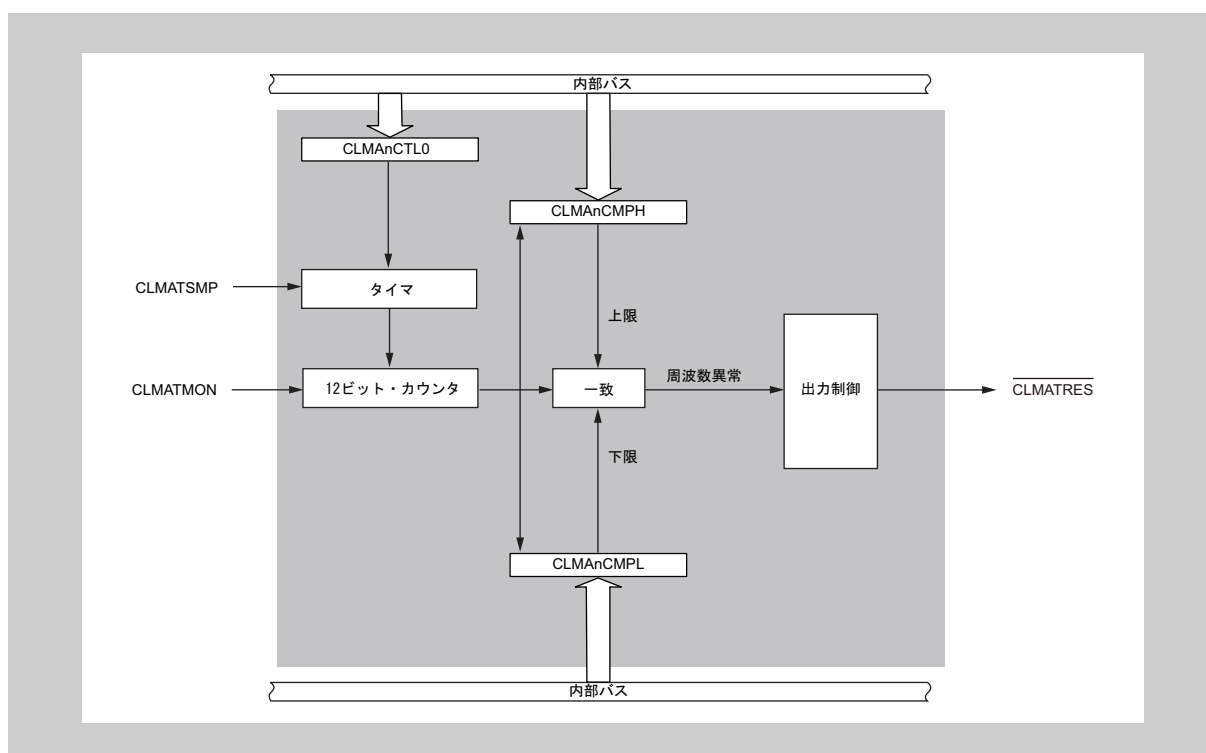 内部バス
CLMAnCTL0
CLMAnCMPH
CLMATSMP
タイマ
上限
CLMATMON
12ビット・カウンタ
一致
周波数異常
出力制御
CLMATRES
下限
CLMAnCMPL
内部バス